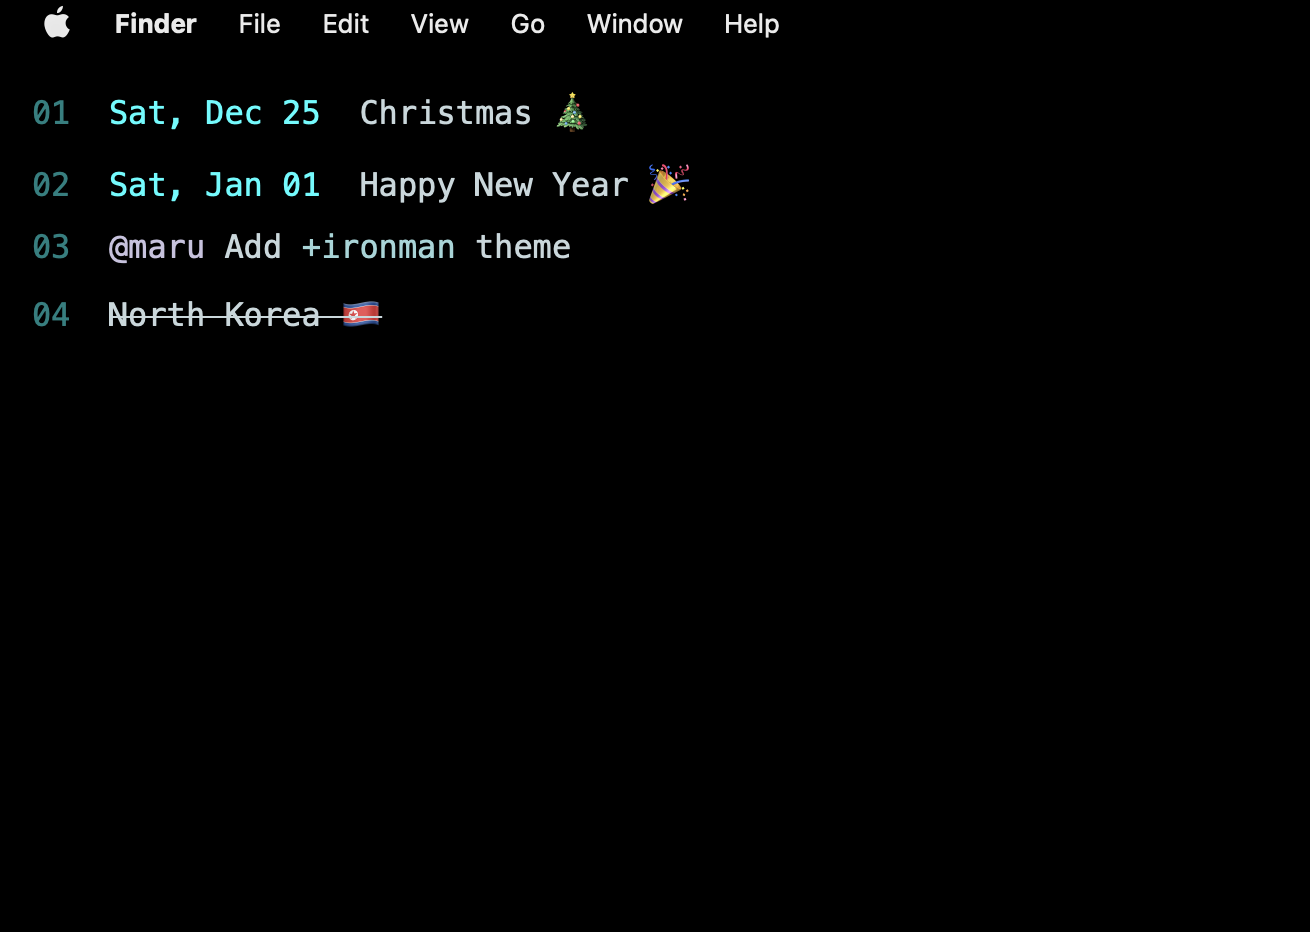 Finder File Edit View Go Window Help
01 Sat, Dec 25 Christmas 🎄
02 Sat, Jan 01 Happy New Year 🎉
03 @maru Add +ironman theme
04 North Korea 🇰🇵